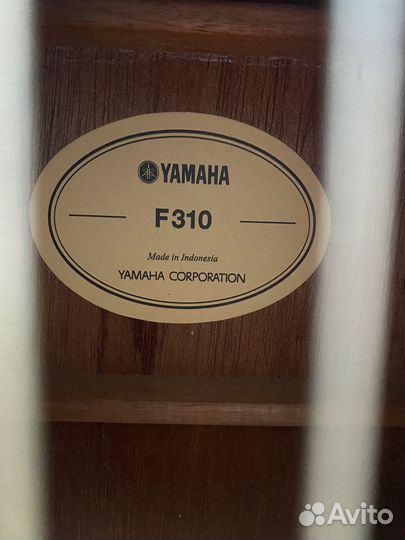 YAMAHA
F310
Made in Indonesia
YAMAHA CORPORATION
Avito